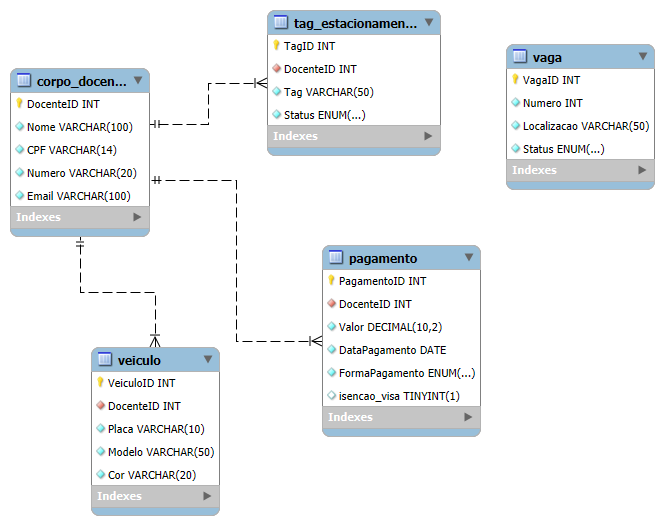 tag_estacionamen...
TagID INT
DocenteID INT
Tag VARCHAR(50)
Status ENUM(...)
Indexes
vaga
VagaID INT
Numero INT
Localizacao VARCHAR(50)
Status ENUM(...)
Indexes
corpo_docen...
DocenteID INT
Nome VARCHAR(100)
CPF VARCHAR(14)
Numero VARCHAR(20)
Email VARCHAR(100)
Indexes
pagamento
PagamentoID INT
DocenteID INT
Valor DECIMAL(10,2)
DataPagamento DATE
FormaPagamento ENUM(...)
isencao_visa TINYINT(1)
Indexes
veiculo
VeiculoID INT
DocenteID INT
Placa VARCHAR(10)
Modelo VARCHAR(50)
Cor VARCHAR(20)
Indexes